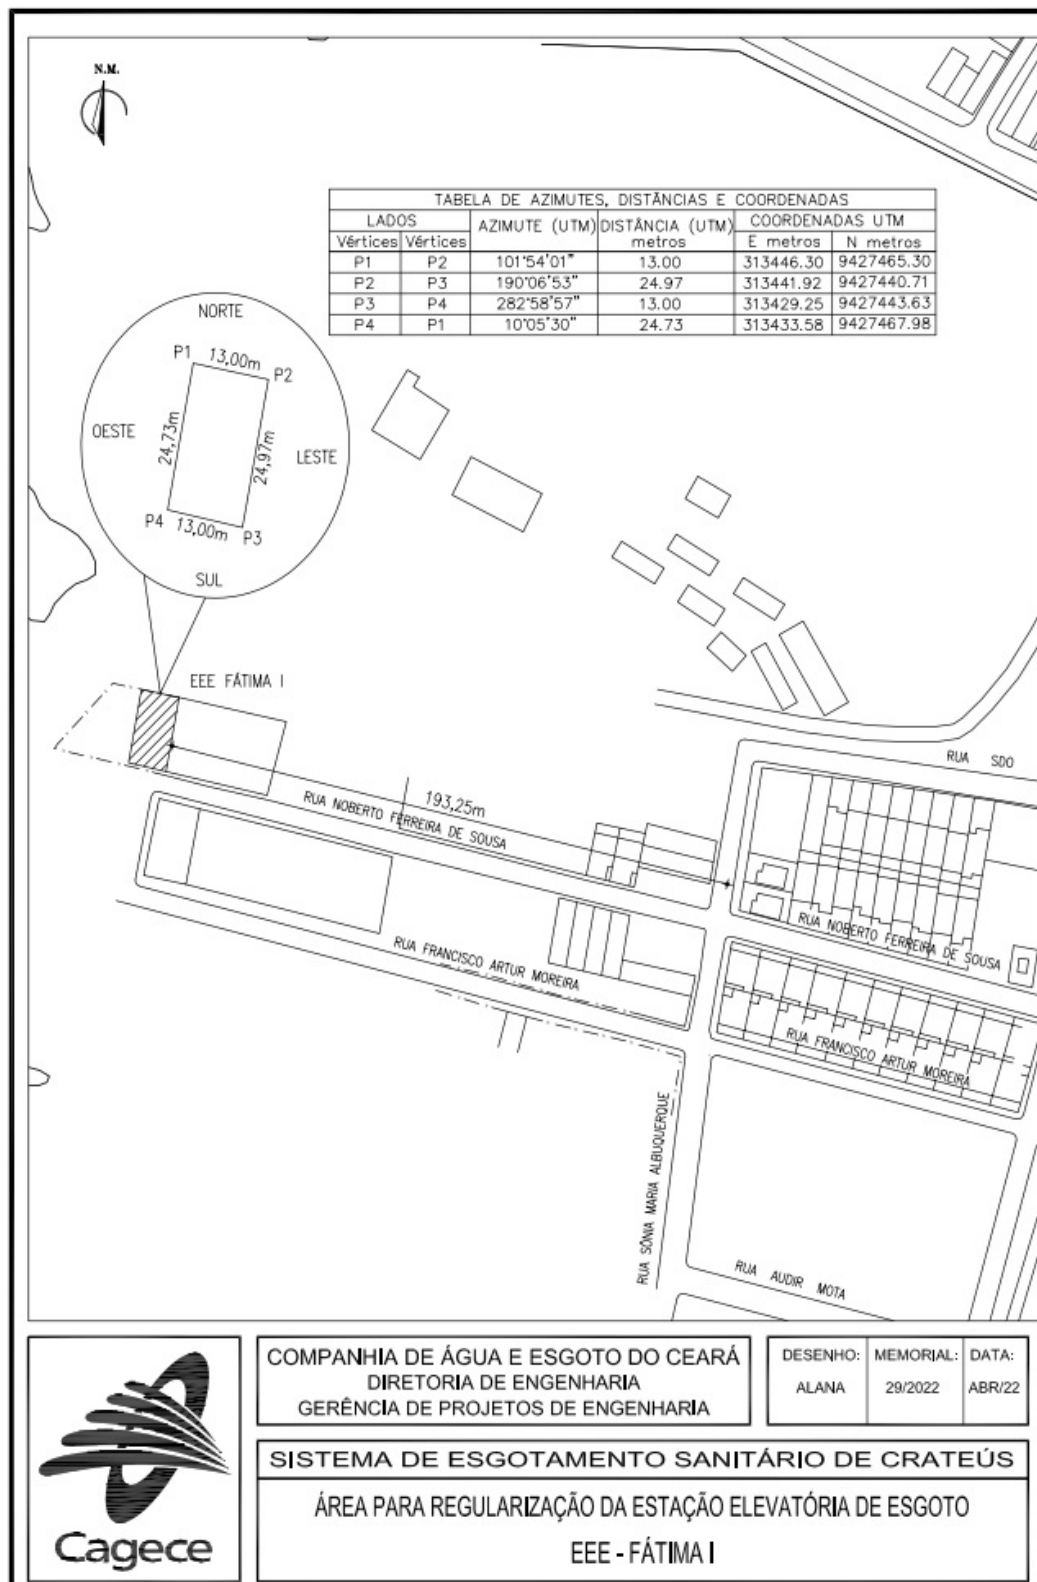 N.M.
TABELA DE AZIMUTES, DISTÂNCIAS E COORDENADAS
LADOS AZIMUTE (UTM) DISTÂNCIA (UTM) metros COORDENADAS UTM
Vértices Vértices E metros N metros
P1 P2 101°54'01" 13.00 313446.30 9427465.30
P2 P3 190°06'53" 24.97 313441.92 9427440.71
P3 P4 282°58'57" 13.00 313429.25 9427443.63
P4 P1 10°05'30" 24.73 313433.58 9427467.98
NORTE
P1 13,00m P2
OESTE
24,73m
24,97m
LESTE
P4 13,00m P3
SUL
EEE FÁTIMA I
RUA SDO
193,25m
RUA NOBERTO FERREIRA DE SOUSA
RUA NOBERTO FERREIRA DE SOUSA
RUA FRANCISCO ARTUR MOREIRA
RUA FRANCISCO ARTUR MOREIRA
RUA SÔNIA MARIA ALBUQUERQUE
RUA AUDIR MOTA
Cagece
COMPANHIA DE ÁGUA E ESGOTO DO CEARÁ
DIRETORIA DE ENGENHARIA
GERÊNCIA DE PROJETOS DE ENGENHARIA
DESENHO: MEMORIAL: DATA:
ALANA 29/2022 ABR/22
SISTEMA DE ESGOTAMENTO SANITÁRIO DE CRATEÚS
ÁREA PARA REGULARIZAÇÃO DA ESTAÇÃO ELEVATÓRIA DE ESGOTO
EEE - FÁTIMA I